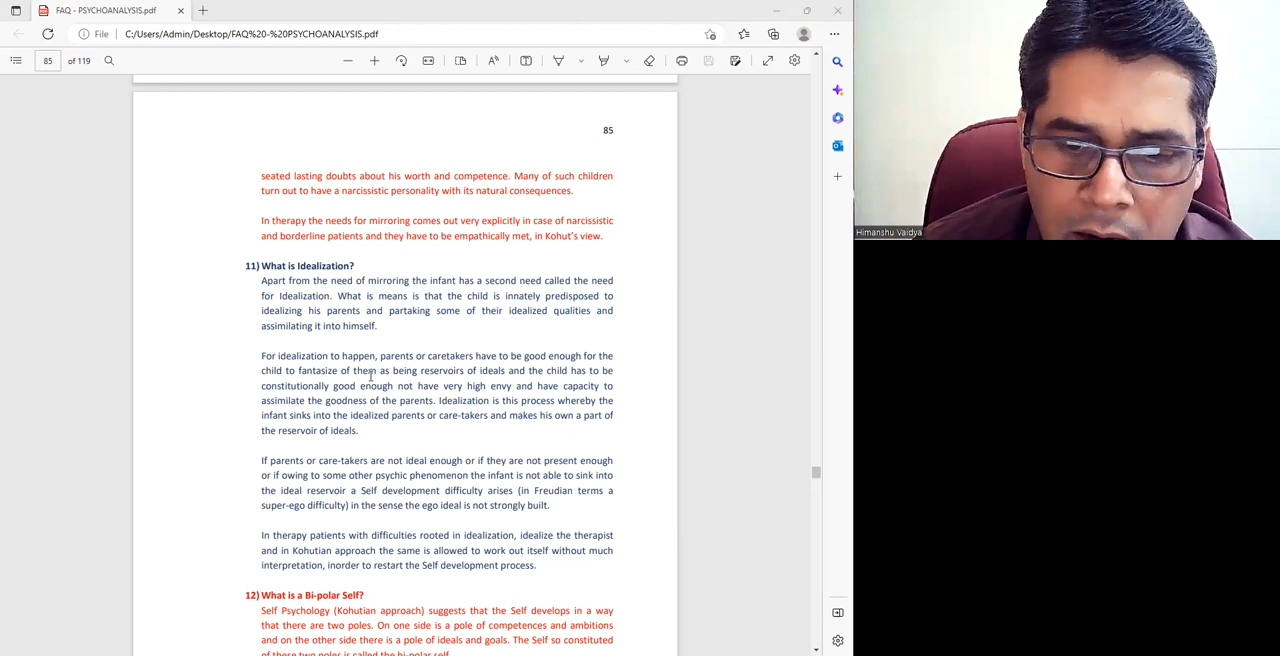 FAQ - PSYCHOANALYSIS.pdf
File
C:/Users/Admin/Desktop/FAQ%20-%20PSYCHOANALYSIS.pdf
85 of 119
85
seated lasting doubts about his worth and competence. Many of such children
turn out to have a narcissistic personality with its natural consequences.
In therapy the needs for mirroring comes out very explicitly in case of narcissistic
and borderline patients and they have to be empathically met, in Kohut's view.
11) What is Idealization?
Apart from the need of mirroring the infant has a second need called the need
for Idealization. What is means is that the child is innately predisposed to
idealizing his parents and partaking some of their idealized qualities and
assimilating it into himself.
For idealization to happen, parents or caretakers have to be good enough for the
child to fantasize of them as being reservoirs of ideals and the child has to be
constitutionally good enough not have very high envy and have capacity to
assimilate the goodness of the parents. Idealization is this process whereby the
infant sinks into the idealized parents or care-takers and makes his own a part of
the reservoir of ideals.
If parents or care-takers are not ideal enough or if they are not present enough
or if owing to some other psychic phenomenon the infant is not able to sink into
the ideal reservoir a Self development difficulty arises (in Freudian terms a
super-ego difficulty) in the sense the ego ideal is not strongly built.
In therapy patients with difficulties rooted in idealization, idealize the therapist
and in Kohutian approach the same is allowed to work out itself without much
interpretation, inorder to restart the Self development process.
12) What is a Bi-polar Self?
Self Psychology (Kohutian approach) suggests that the Self develops in a way
that there are two poles. On one side is a pole of competences and ambitions
and on the other side there is a pole of ideals and goals. The Self so constituted
of these two poles is called the bi-polar self.
Himanshu Vaidya